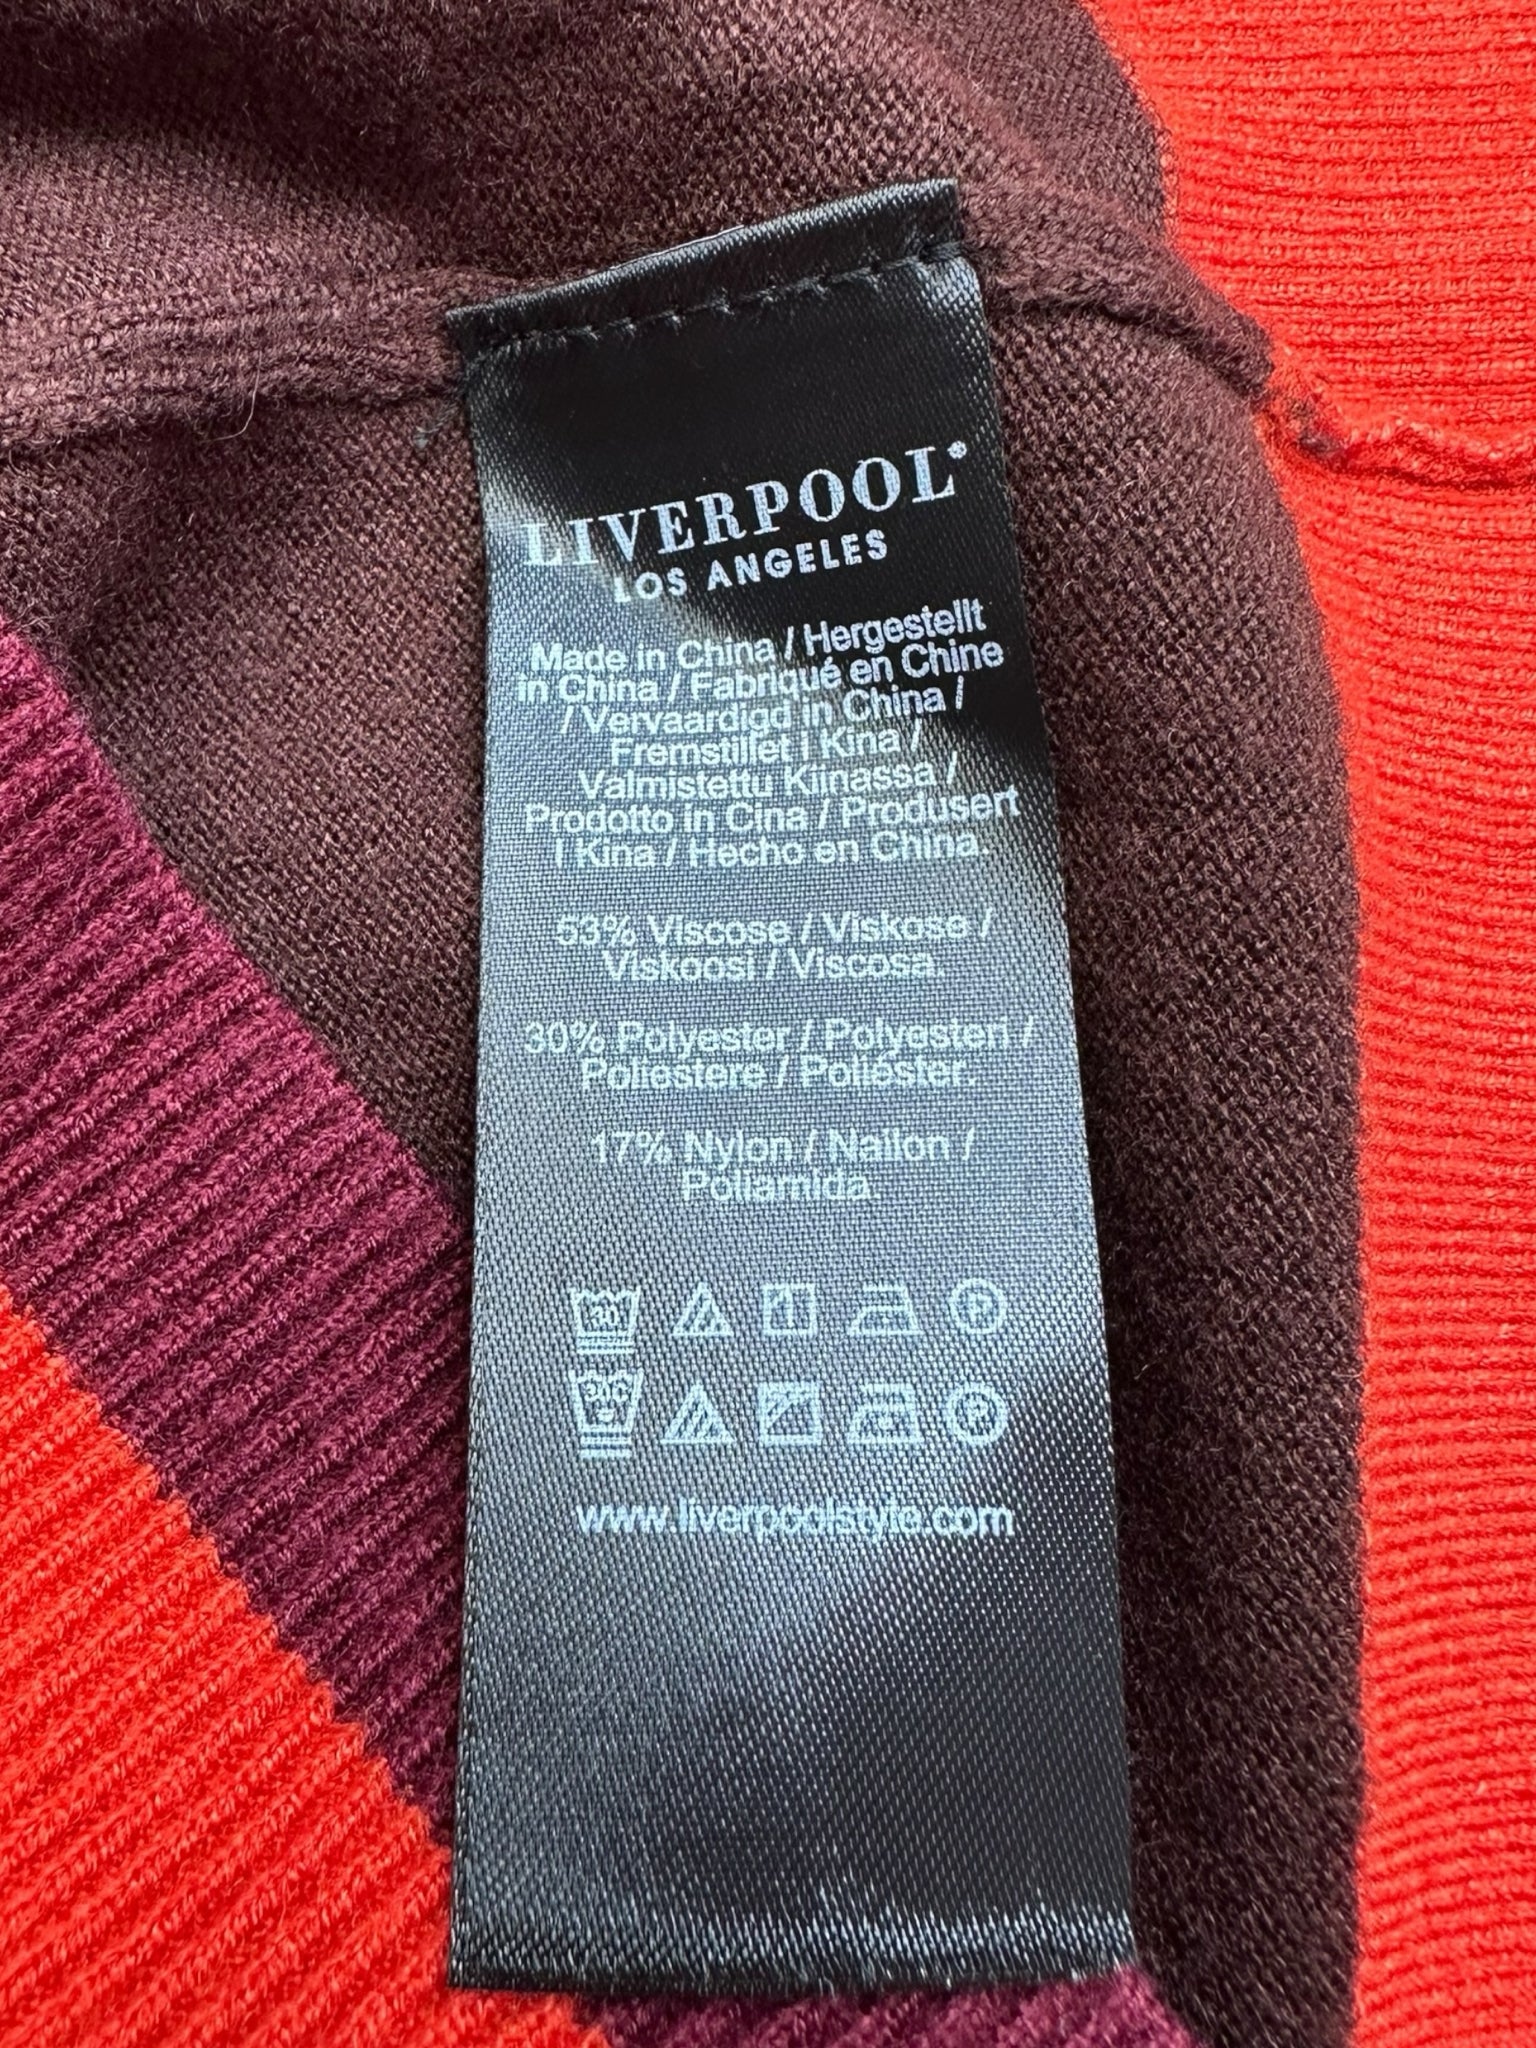 LIVERPOOL®
LOS ANGELES
Made in China / Hergestellt
in China / Fabriqué en Chine
/ Vervaardigd in China /
Fremstillet i Kina /
Valmistettu Kiinassa /
Prodotto in Cina / Produsert
i Kina / Hecho en China.
53% Viscose / Viskose /
Viskoosi / Viscosa.
30% Polyester / Polyesteri /
Poliestere / Poliéster.
17% Nylon / Nailon /
Poliamida.
30° P
30°C P
www.liverpoolstyle.com